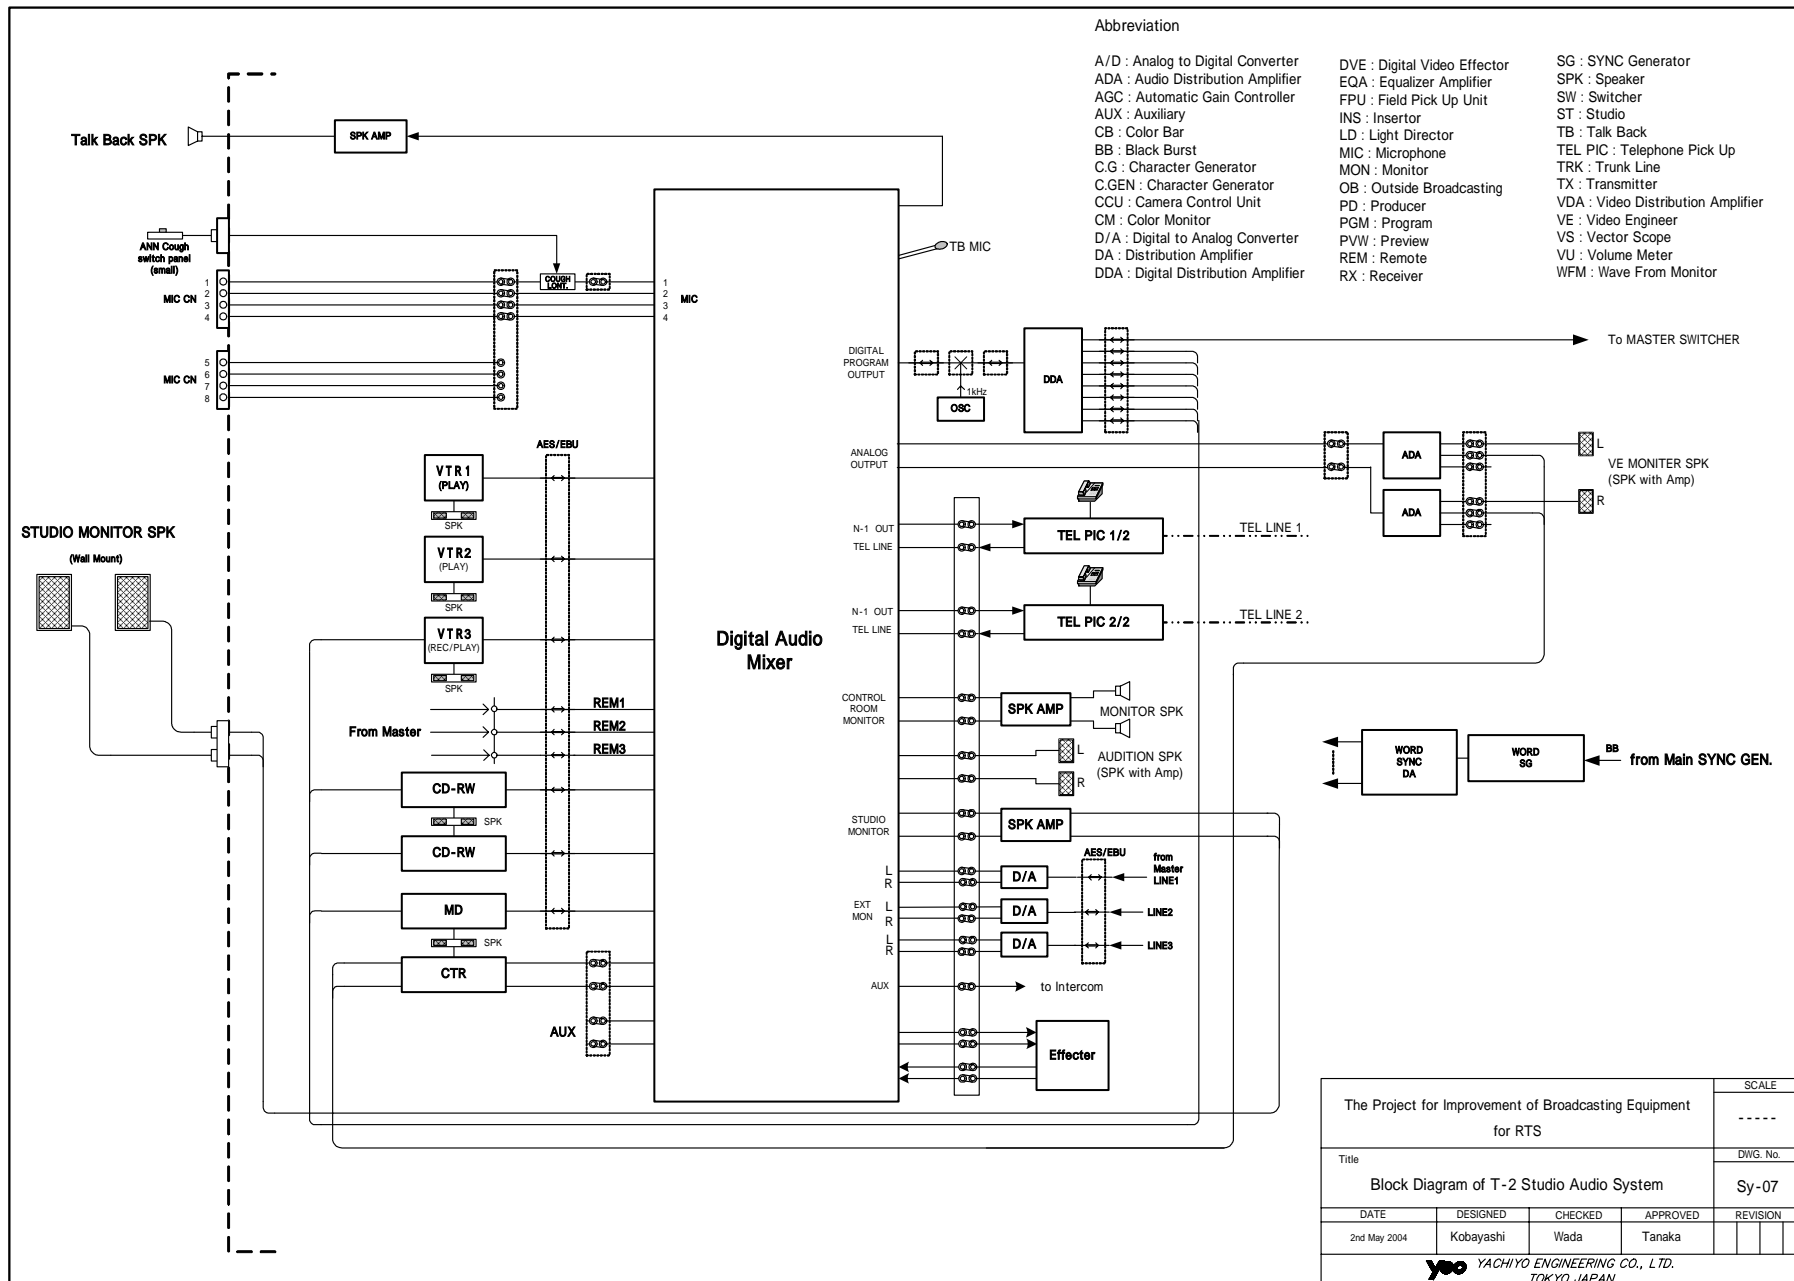 Abbreviation
A/D : Analog to Digital Converter
ADA : Audio Distribution Amplifier
AGC : Automatic Gain Controller
AUX : Auxiliary
CB : Color Bar
BB : Black Burst
C.G : Character Generator
C.GEN : Character Generator
CCU : Camera Control Unit
CM : Color Monitor
D/A : Digital to Analog Converter
DA : Distribution Amplifier
DDA : Digital Distribution Amplifier
DVE : Digital Video Effector
EQA : Equalizer Amplifier
FPU : Field Pick Up Unit
INS : Insertor
LD : Light Director
MIC : Microphone
MON : Monitor
OB : Outside Broadcasting
PD : Producer
PGM : Program
PVW : Preview
REM : Remote
RX : Receiver
SG : SYNC Generator
SPK : Speaker
SW : Switcher
ST : Studio
TB : Talk Back
TEL PIC : Telephone Pick Up
TRK : Trunk Line
TX : Transmitter
VDA : Video Distribution Amplifier
VE : Video Engineer
VS : Vector Scope
VU : Volume Meter
WFM : Wave From Monitor
Talk Back SPK
SPK AMP
ANN Cough
switch panel
(small)
COUGH
LONT.
MIC CN
1
2
3
4
1
2
3
4
MIC
MIC CN
5
6
7
8
TB MIC
DIGITAL
PROGRAM
OUTPUT
1kHz
OSC
DDA
To MASTER SWITCHER
ANALOG
OUTPUT
ADA
ADA
L
R
VE MONITER SPK
(SPK with Amp)
AES/EBU
VTR1
(PLAY)
SPK
VTR2
(PLAY)
SPK
VTR3
(REC/PLAY)
SPK
STUDIO MONITOR SPK
(Wall Mount)
From Master
REM1
REM2
REM3
CD-RW
SPK
CD-RW
MD
SPK
CTR
AUX
Digital Audio
Mixer
N-1 OUT
TEL LINE
TEL PIC 1/2
TEL LINE 1
N-1 OUT
TEL LINE
TEL PIC 2/2
TEL LINE 2
CONTROL
ROOM
MONITOR
SPK AMP
MONITOR SPK
L
R
AUDITION SPK
(SPK with Amp)
STUDIO
MONITOR
SPK AMP
AES/EBU
EXT
MON
L
R
D/A
from
Master
LINE1
L
R
D/A
LINE2
L
R
D/A
LINE3
AUX
to Intercom
Effecter
WORD
SYNC
DA
WORD
SG
BB
from Main SYNC GEN.
The Project for Improvement of Broadcasting Equipment
for RTS
SCALE
-----
Title
Block Diagram of T-2 Studio Audio System
DWG. No.
Sy-07
DATE
DESIGNED
CHECKED
APPROVED
REVISION
2nd May 2004
Kobayashi
Wada
Tanaka
yeo YACHIYO ENGINEERING CO., LTD.
TOKYO JAPAN